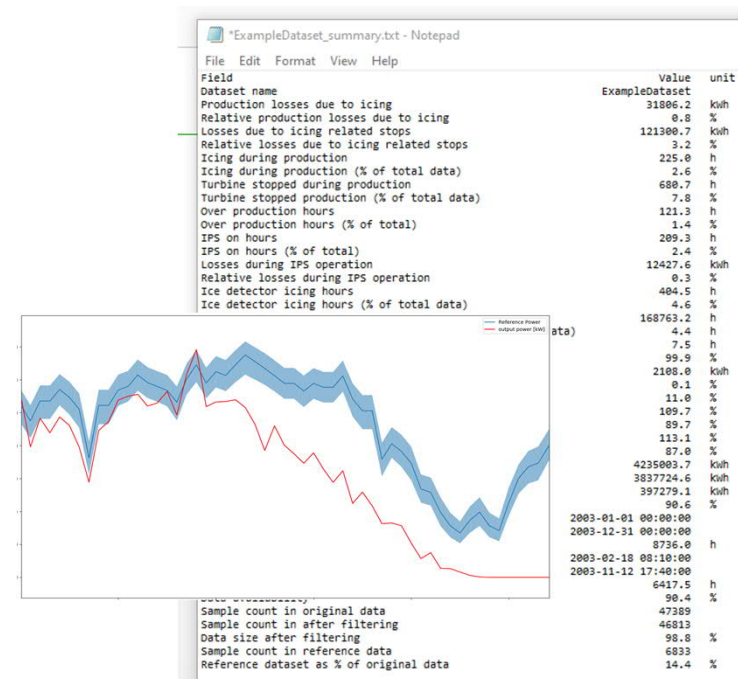 *ExampleDataset_summary.txt - Notepad
File Edit Format View Help
Field Value unit
Dataset name ExampleDataset
Production losses due to icing 31806.2 kWh
Relative production losses due to icing 0.8 %
Losses due to icing related stops 121300.7 kWh
Relative losses due to icing related stops 3.2 %
Icing during production 225.0 h
Icing during production (% of total data) 2.6 %
Turbine stopped during production 680.7 h
Turbine stopped production (% of total data) 7.8 %
Over production hours 121.3 h
Over production hours (% of total) 1.4 %
IPS on hours 209.3 h
IPS on hours (% of total) 2.4 %
Losses during IPS operation 12427.6 kWh
Relative losses during IPS operation 0.3 %
Ice detector icing hours 404.5 h
Ice detector icing hours (% of total data) 4.6 %
168763.2 h
ata) 4.4 h
7.5 h
99.9 %
2108.0 kWh
0.1 %
11.0 %
109.7 %
89.7 %
113.1 %
87.0 %
4235003.7 kWh
3837724.6 kWh
397279.1 kWh
90.6 %
2003-01-01 00:00:00
2003-12-31 00:00:00
8736.0 h
2003-02-18 08:10:00
2003-11-12 17:40:00
6417.5 h
90.4 %
Sample count in original data 47389
Sample count in after filtering 46813
Data size after filtering 98.8 %
Sample count in reference data 6833
Reference dataset as % of original data 14.4 %
Reference Power
output power [kW]